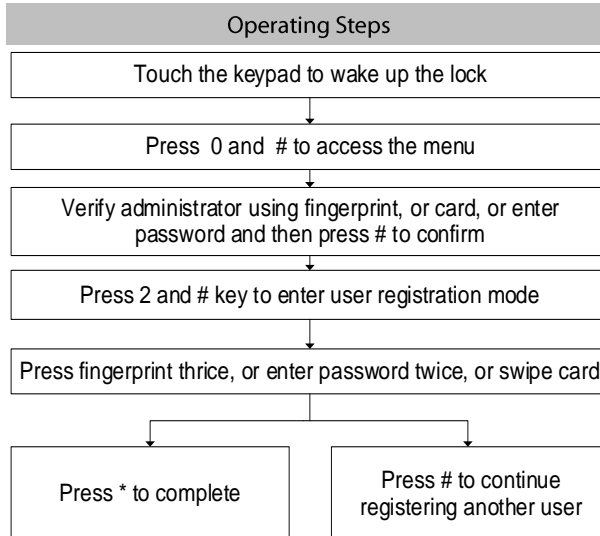 Operating Steps
Touch the keypad to wake up the lock
Press 0 and # to access the menu
Verify administrator using fingerprint, or card, or enter
password and then press # to confirm
Press 2 and # key to enter user registration mode
Press fingerprint thrice, or enter password twice, or swipe card
Press * to complete
Press # to continue
registering another user